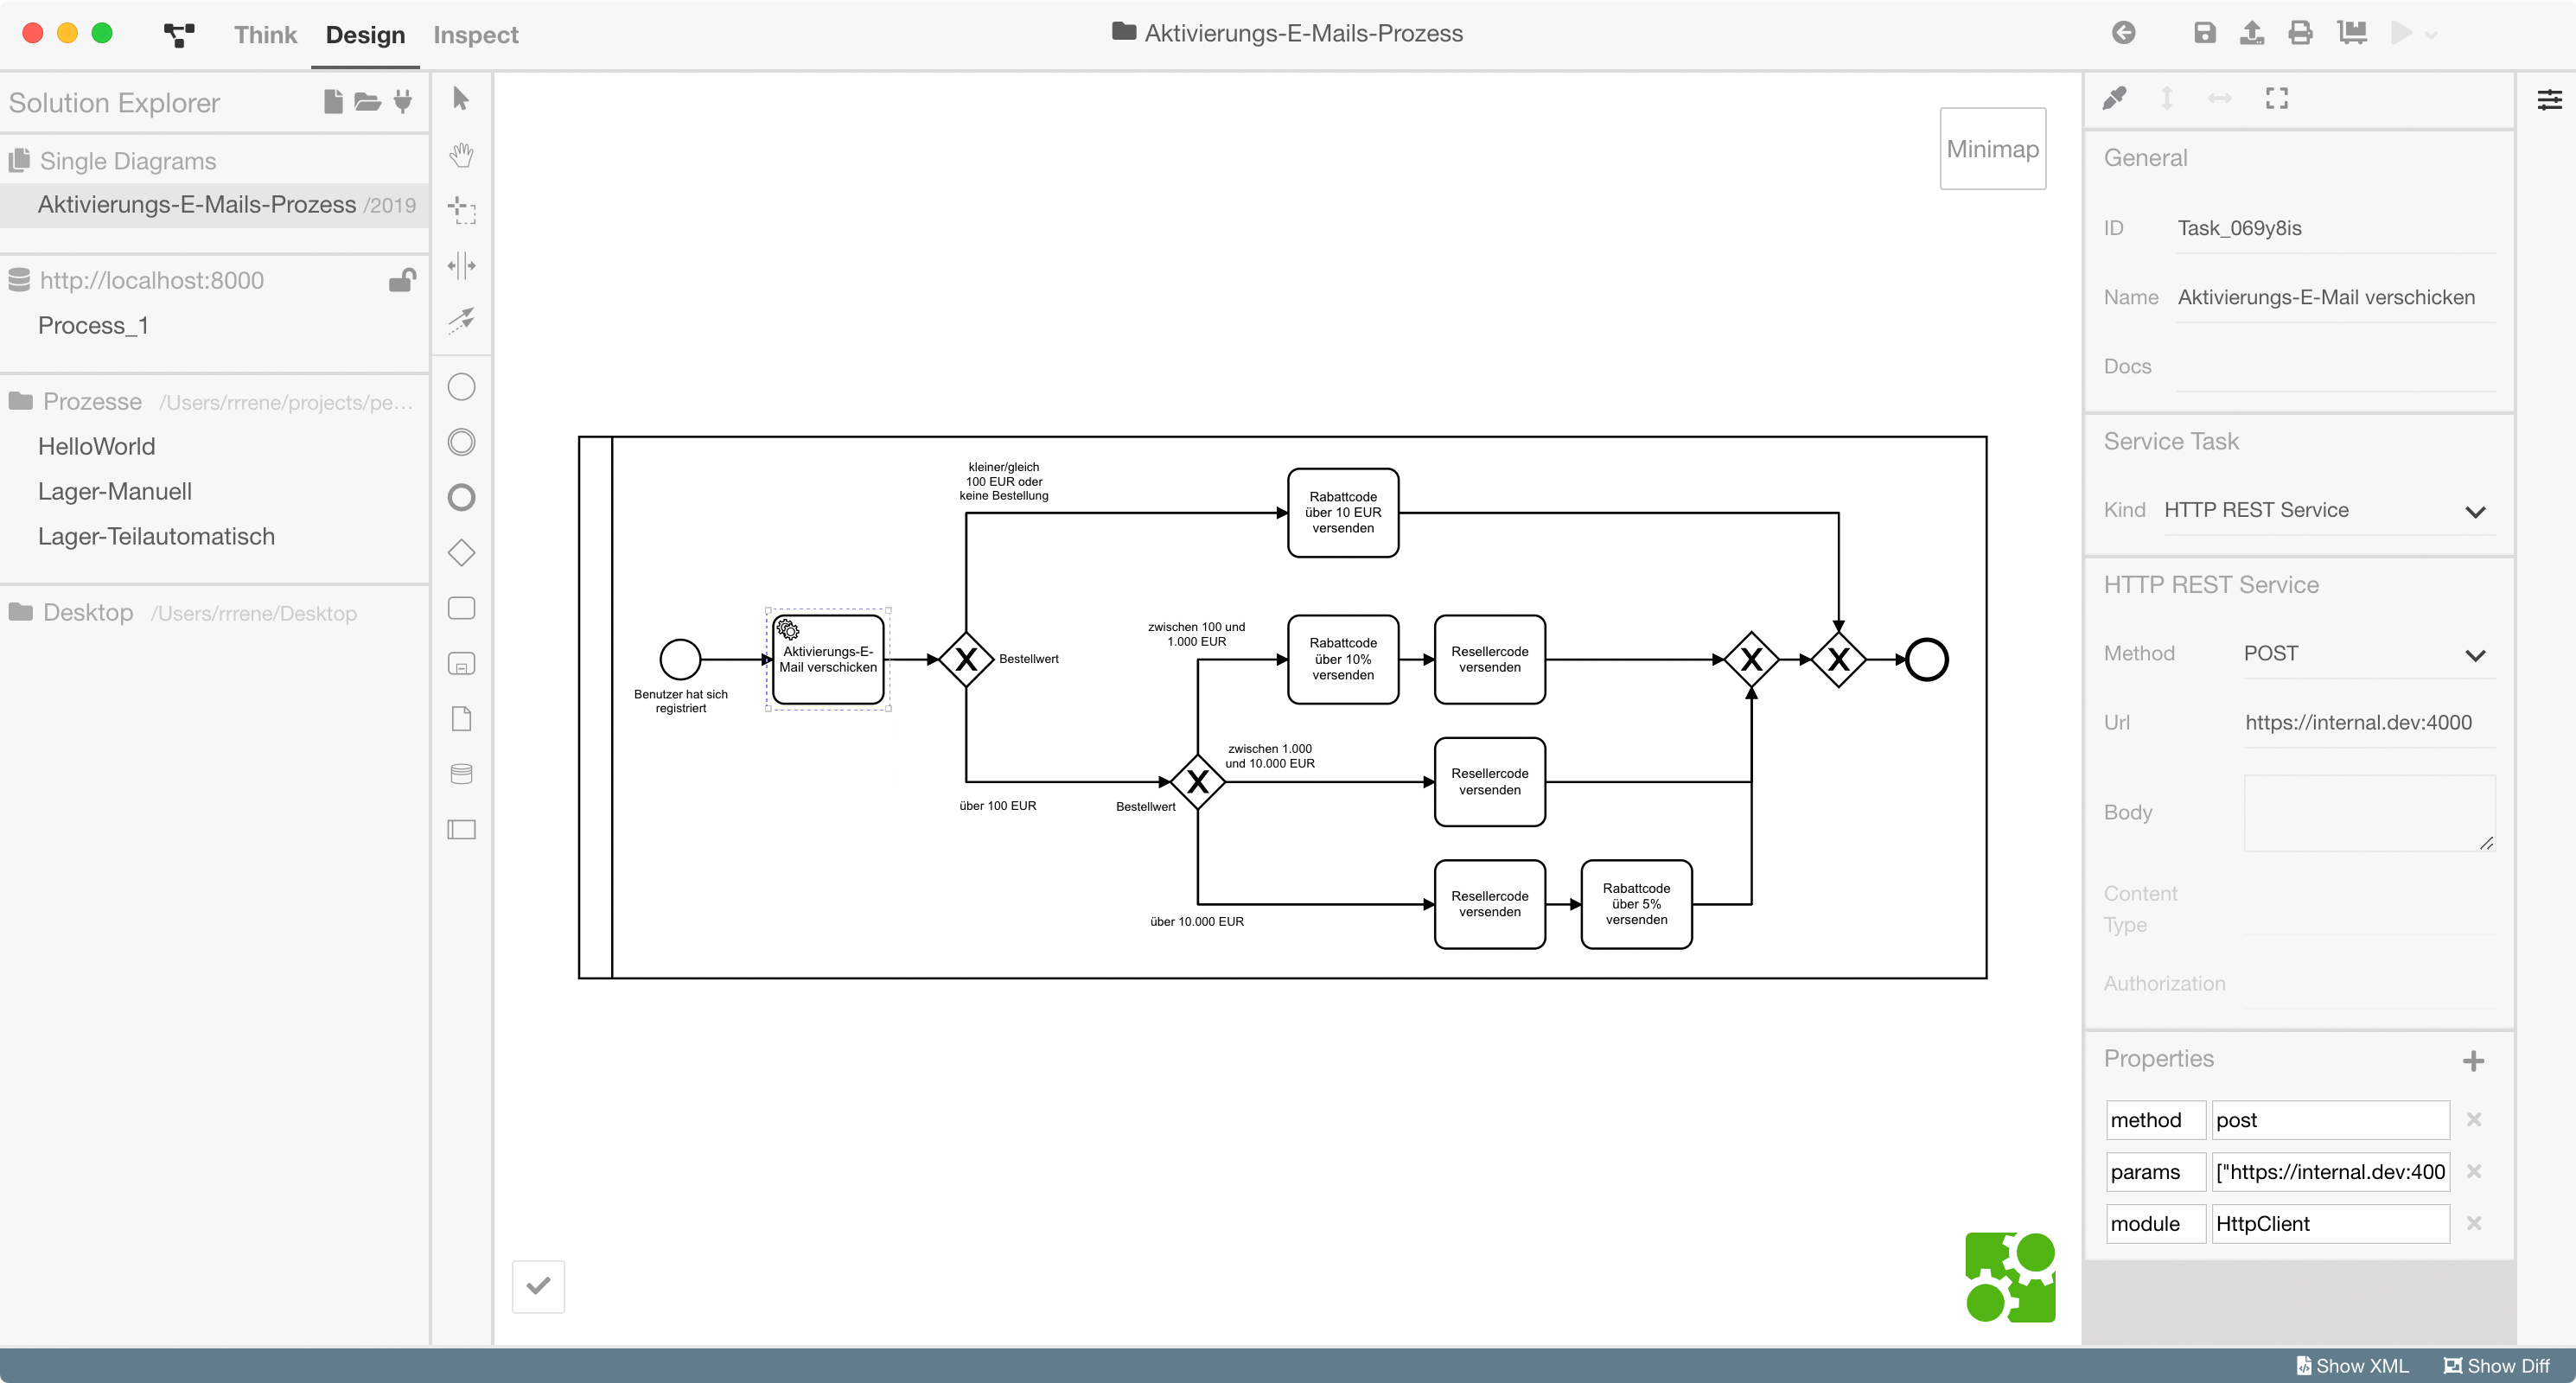 Think
Design
Inspect
Aktivierungs-E-Mails-Prozess
Solution Explorer
Single Diagrams
Aktivierungs-E-Mails-Prozess /2019
http://localhost:8000
Process_1
Prozesse /Users/rrrene/projects/pe...
HelloWorld
Lager-Manuell
Lager-Teilautomatisch
Desktop /Users/rrrene/Desktop
Minimap
kleiner/gleich
100 EUR oder
keine Bestellung
Rabattcode
über 10 EUR
versenden
Benutzer hat sich
registriert
Aktivierungs-E-
Mail verschicken
Bestellwert
zwischen 100 und
1.000 EUR
Rabattcode
über 10%
versenden
Resellercode
versenden
über 100 EUR
Bestellwert
zwischen 1.000
und 10.000 EUR
Resellercode
versenden
über 10.000 EUR
Resellercode
versenden
Rabattcode
über 5%
versenden
General
ID Task_069y8is
Name Aktivierungs-E-Mail verschicken
Docs
Service Task
Kind HTTP REST Service
HTTP REST Service
Method POST
Url https://internal.dev:4000
Body
Content
Type
Authorization
Properties
method post
params ["https://internal.dev:400
module HttpClient
Show XML
Show Diff